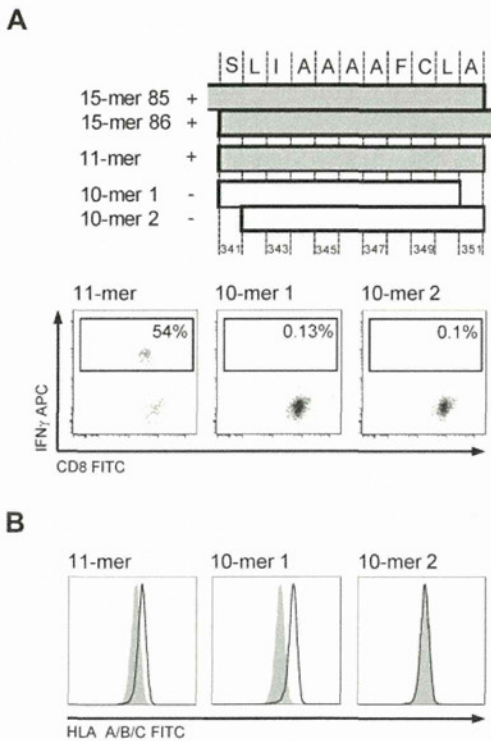 A
S L I A A A A F C L A
15-mer 85 +
15-mer 86 +
11-mer +
10-mer 1 -
10-mer 2 -
341 343 345 347 349 351
11-mer 10-mer 1 10-mer 2
54% 0.13% 0.1%
IFNγ APC
CD8 FITC
B
11-mer 10-mer 1 10-mer 2
HLA A/B/C FITC